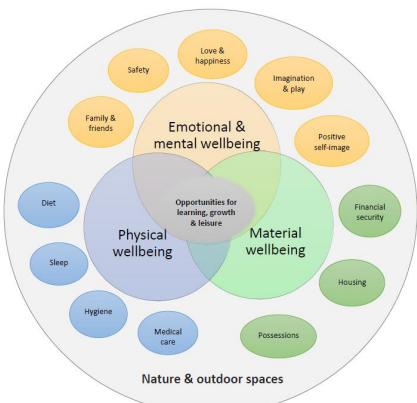 Love &
happiness
Safety
Imagination
& play
Family &
friends
Emotional &
mental wellbeing
Positive
self-image
Diet
Opportunities for
learning, growth
& leisure
Financial
security
Physical
wellbeing
Material
wellbeing
Sleep
Housing
Hygiene
Medical
care
Possessions
Nature & outdoor spaces